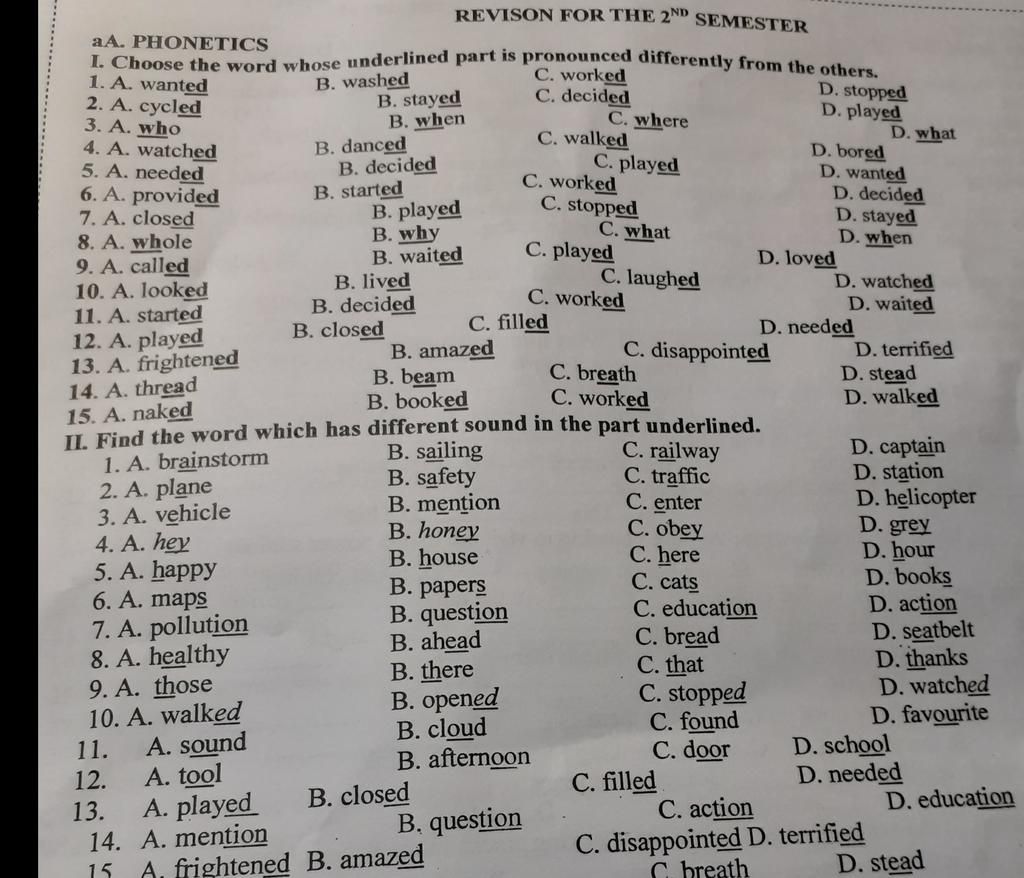 REVISON FOR THE 2ND SEMESTER
aA. PHONETICS
I. Choose the word whose underlined part is pronounced differently from the others.
1. A. wanted B. washed C. worked D. stopped
2. A. cycled B. stayed C. decided D. played
3. A. who B. when C. where D. what
4. A. watched B. danced C. walked D. bored
5. A. needed B. decided C. played D. wanted
6. A. provided B. started C. worked D. decided
7. A. closed B. played C. stopped D. stayed
8. A. whole B. why C. what D. when
9. A. called B. waited C. played D. loved
10. A. looked B. lived C. laughed D. watched
11. A. started B. decided C. worked D. waited
12. A. played B. closed C. filled D. needed
13. A. frightened B. amazed C. disappointed D. terrified
14. A. thread B. beam C. breath D. stead
15. A. naked B. booked C. worked D. walked
II. Find the word which has different sound in the part underlined.
1. A. brainstorm B. sailing C. railway D. captain
2. A. plane B. safety C. traffic D. station
3. A. vehicle B. mention C. enter D. helicopter
4. A. hey B. honey C. obey D. grey
5. A. happy B. house C. here D. hour
6. A. maps B. papers C. cats D. books
7. A. pollution B. question C. education D. action
8. A. healthy B. ahead C. bread D. seatbelt
9. A. those B. there C. that D. thanks
10. A. walked B. opened C. stopped D. watched
11. A. sound B. cloud C. found D. favourite
12. A. tool B. afternoon C. door D. school
13. A. played B. closed C. filled D. needed
14. A. mention B. question C. action D. education
15 A. frightened B. amazed C. disappointed D. terrified
C. breath D. stead